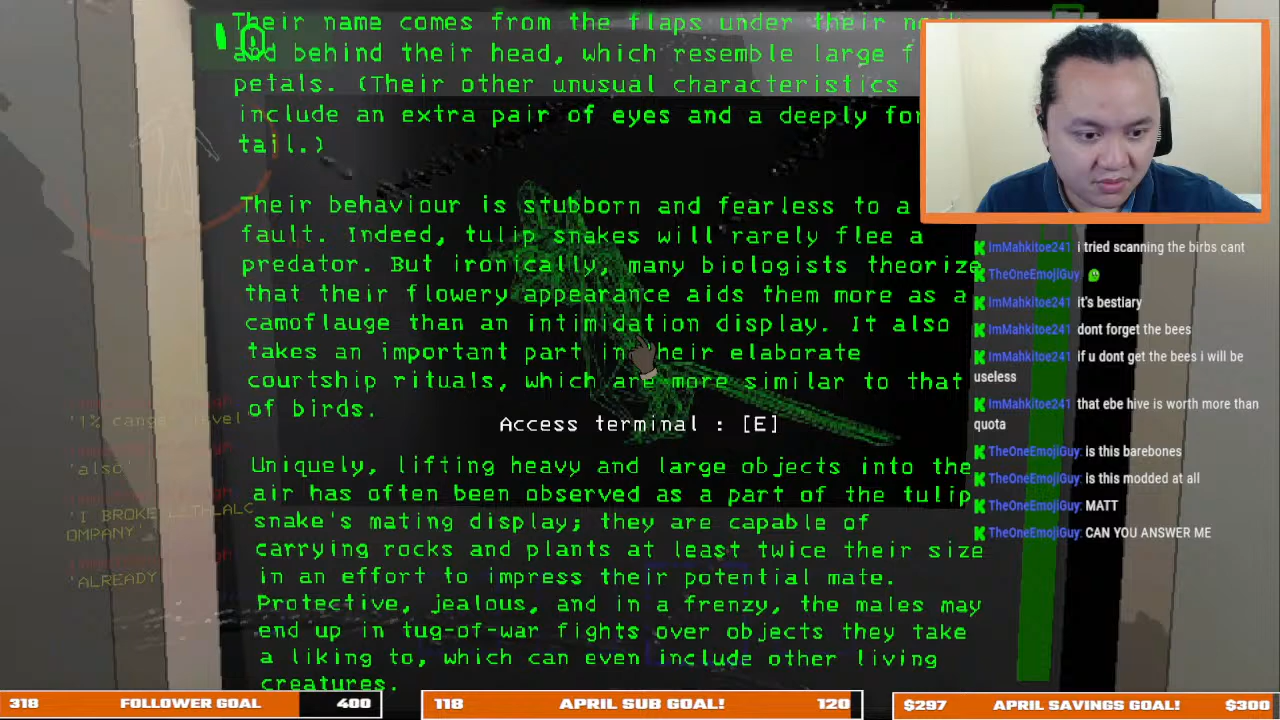 Their name comes from the flaps under their
and behind their head, which resemble large
petals. (Their other unusual characteristics
include an extra pair of eyes and a deeply
tail.)
Their behaviour is stubborn and fearless to a
fault. Indeed, tulip snakes will rarely flee a
predator. But ironically, many biologists theorize
that their flowery appearance aids them more as a
camoflauge than an intimidation display. It also
takes an important part in their elaborate
courtship rituals, which are more similar to that
of birds.
Access terminal : [E]
Uniquely, lifting heavy and large objects into the
air has often been observed as a part of the tulip
snake's mating display; they are capable of
carrying rocks and plants at least twice their size
in an effort to impress their potential mate.
Protective, jealous, and in a frenzy, the males may
end up in tug-of-war fights over objects they take
a liking to, which can even include other living
creatures.
'also'
'I BROKE
OMPANY
'ALREADY
ImMahkitoe241 i tried scanning the birbs cant
TheOneEmojiGuy
ImMahkitoe241 it's bestiary
ImMahkitoe241 dont forget the bees
ImMahkitoe241 if u dont get the bees i will be
useless
ImMahkitoe241 that ebe hive is worth more than
quota
TheOneEmojiGuy: is this barebones
TheOneEmojiGuy: is this modded at all
TheOneEmojiGuy: MATT
TheOneEmojiGuy: CAN YOU ANSWER ME
318 FOLLOWER GOAL 400
118 APRIL SUB GOAL! 120
$297 APRIL SAVINGS GOAL! $300